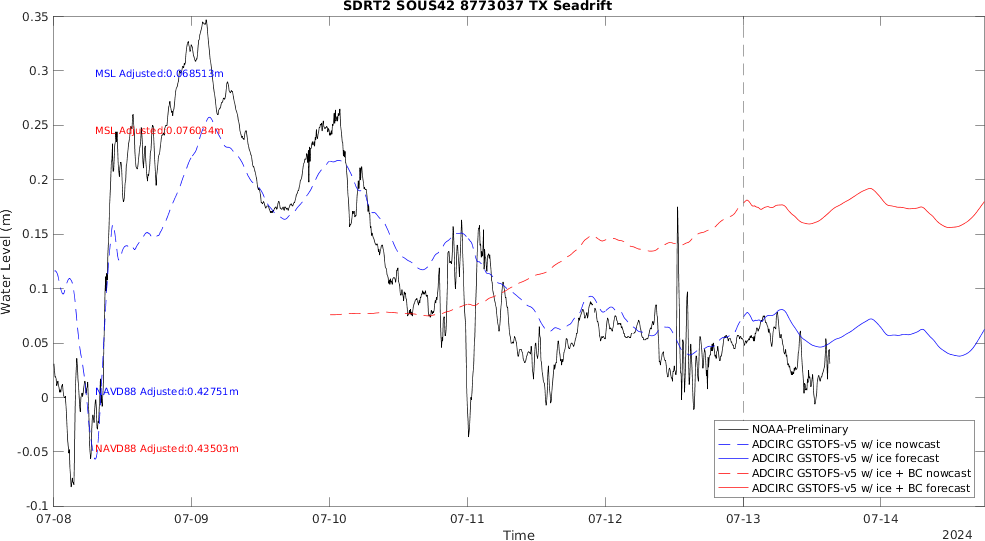 SDRT2 SOUS42 8773037 TX Seadrift
0.35
0.3
0.25
0.2
0.15
0.1
0.05
0
-0.05
-0.1
Water Level (m)
MSL Adjusted:0.068513m
MSL Adjusted:0.076034m
NAVD88 Adjusted:0.42751m
NAVD88 Adjusted:0.43503m
NOAA-Preliminary
ADCIRC GSTOFS-v5 w/ ice nowcast
ADCIRC GSTOFS-v5 w/ ice forecast
ADCIRC GSTOFS-v5 w/ ice + BC nowcast
ADCIRC GSTOFS-v5 w/ ice + BC forecast
07-08 07-09 07-10 07-11 07-12 07-13 07-14
Time
2024